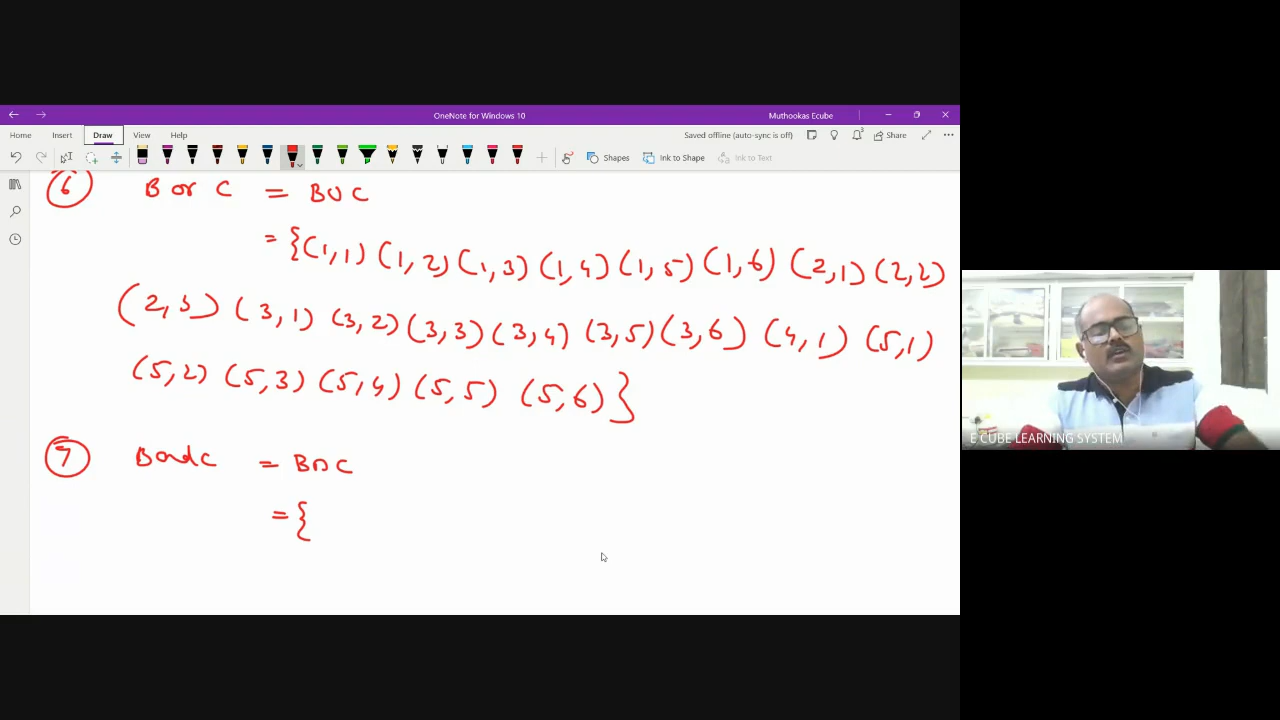 OneNote for Windows 10
Muthookas Ecube
Home Insert Draw View Help
Saved offline (auto-sync is off)
Share
Shapes
Ink to Shape
Ink to Text
6 B or C = B∪C
= {(1,1) (1,2) (1,3) (1,4) (1,5) (1,6) (2,1) (2,2)
(2,3) (3,1) (3,2) (3,3) (3,4) (3,5) (3,6) (4,1) (5,1)
(5,2) (5,3) (5,4) (5,5) (5,6)}
7 B and C = B∩C
= {
E CUBE LEARNING SYSTEM